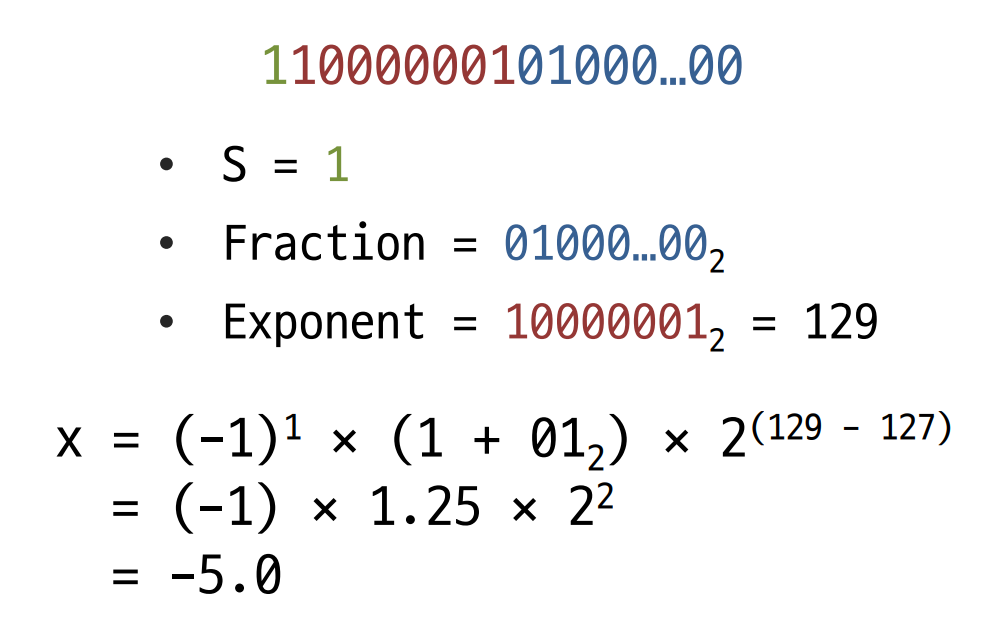 11000000101000…00
• S = 1
• Fraction = 01000…00₂
• Exponent = 10000001₂ = 129
x = (-1)¹ × (1 + 01₂) × 2⁽¹²⁹ ⁻ ¹²⁷⁾
= (-1) × 1.25 × 2²
= -5.0